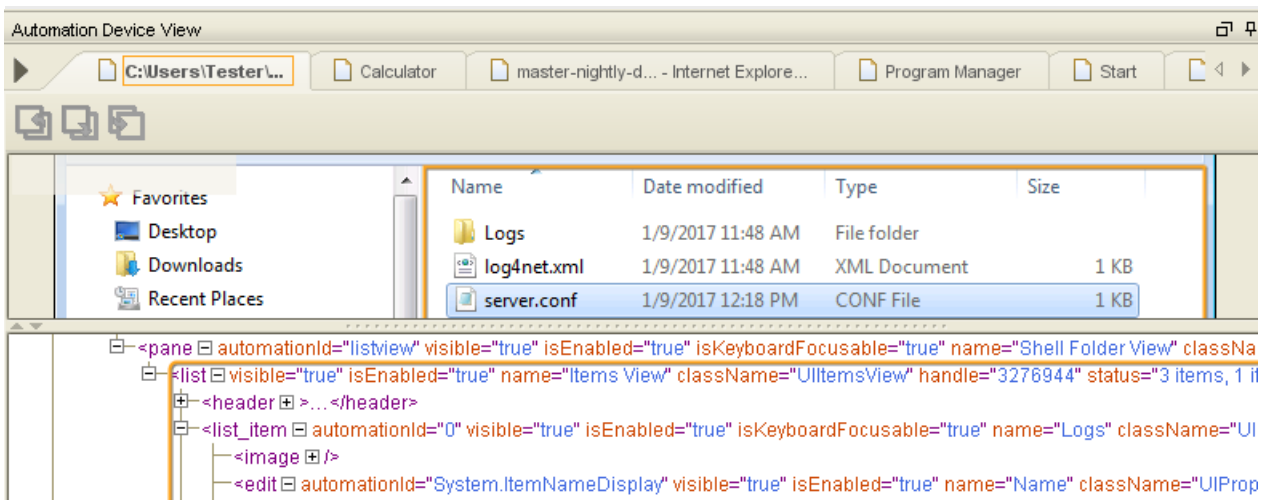 Automation Device View
C:\Users\Tester\... Calculator master-nightly-d... - Internet Explore... Program Manager Start
Name Date modified Type Size
Favorites
Desktop
Downloads
Recent Places
Logs 1/9/2017 11:48 AM File folder
log4net.xml 1/9/2017 11:48 AM XML Document 1 KB
server.conf 1/9/2017 12:18 PM CONF File 1 KB
<pane automationId="listview" visible="true" isEnabled="true" isKeyboardFocusable="true" name="Shell Folder View" classNa
<list visible="true" isEnabled="true" name="Items View" className="UIItemsView" handle="3276944" status="3 items, 1 it
<header >...</header>
<list_item automationId="0" visible="true" isEnabled="true" isKeyboardFocusable="true" name="Logs" className="UI
<image />
<edit automationId="System.ItemNameDisplay" visible="true" isEnabled="true" name="Name" className="UIProp